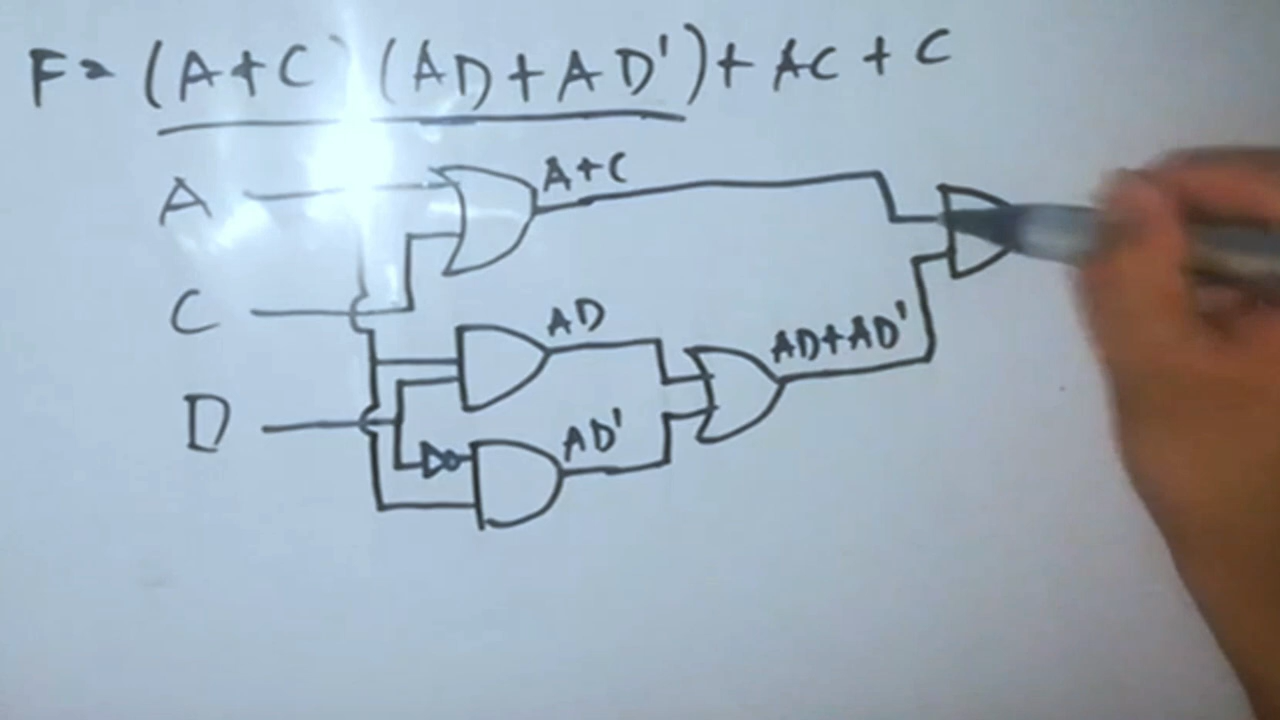 F= (A+C) (AD+AD')+AC+C
A
A+C
C
AD
AD+AD'
D
AD'